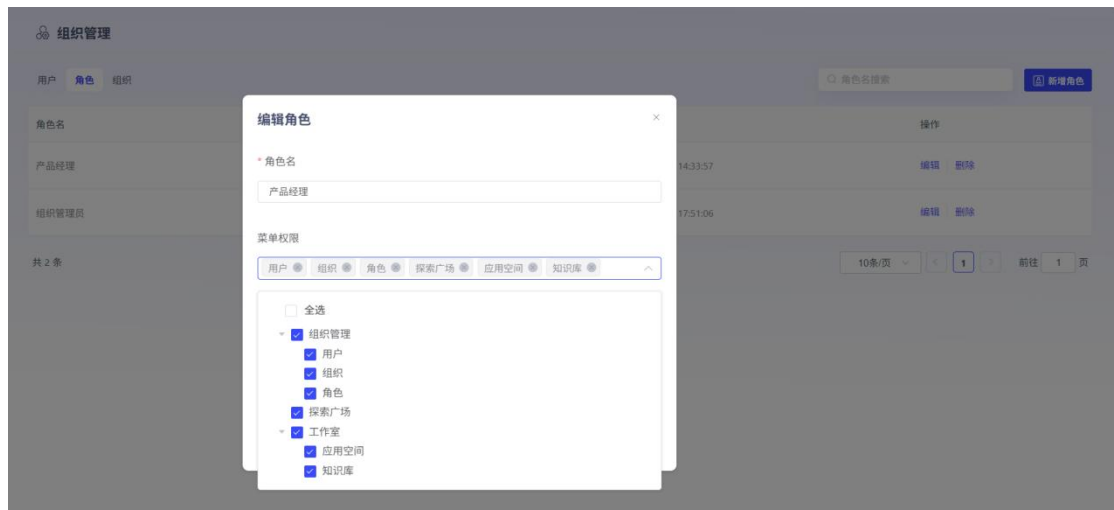 组织管理
用户 角色 组织
角色名搜索
新增角色
角色名
操作
产品经理
14:33:57
编辑 删除
组织管理员
17:51:06
编辑 删除
共 2 条
10条/页
1
前往 1 页
编辑角色
* 角色名
产品经理
菜单权限
用户 组织 角色 探索广场 应用空间 知识库
全选
组织管理
用户
组织
角色
探索广场
工作室
应用空间
知识库